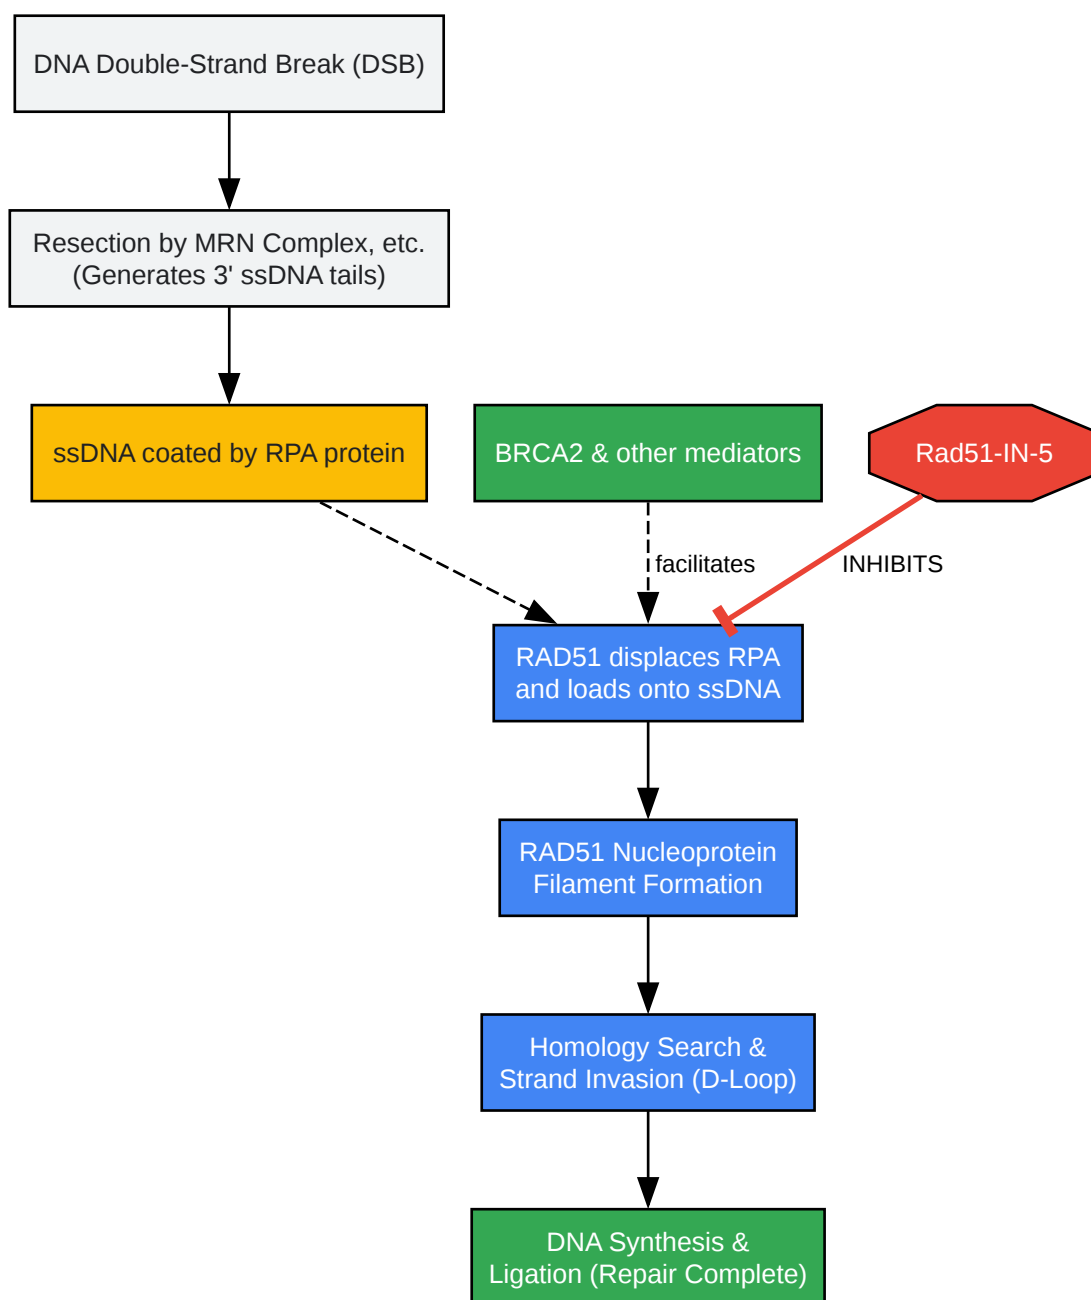 DNA Double-Strand Break (DSB)
Resection by MRN Complex, etc.
(Generates 3' ssDNA tails)
ssDNA coated by RPA protein
BRCA2 & other mediators
Rad51-IN-5
facilitates
INHIBITS
RAD51 displaces RPA
and loads onto ssDNA
RAD51 Nucleoprotein
Filament Formation
Homology Search &
Strand Invasion (D-Loop)
DNA Synthesis &
Ligation (Repair Complete)